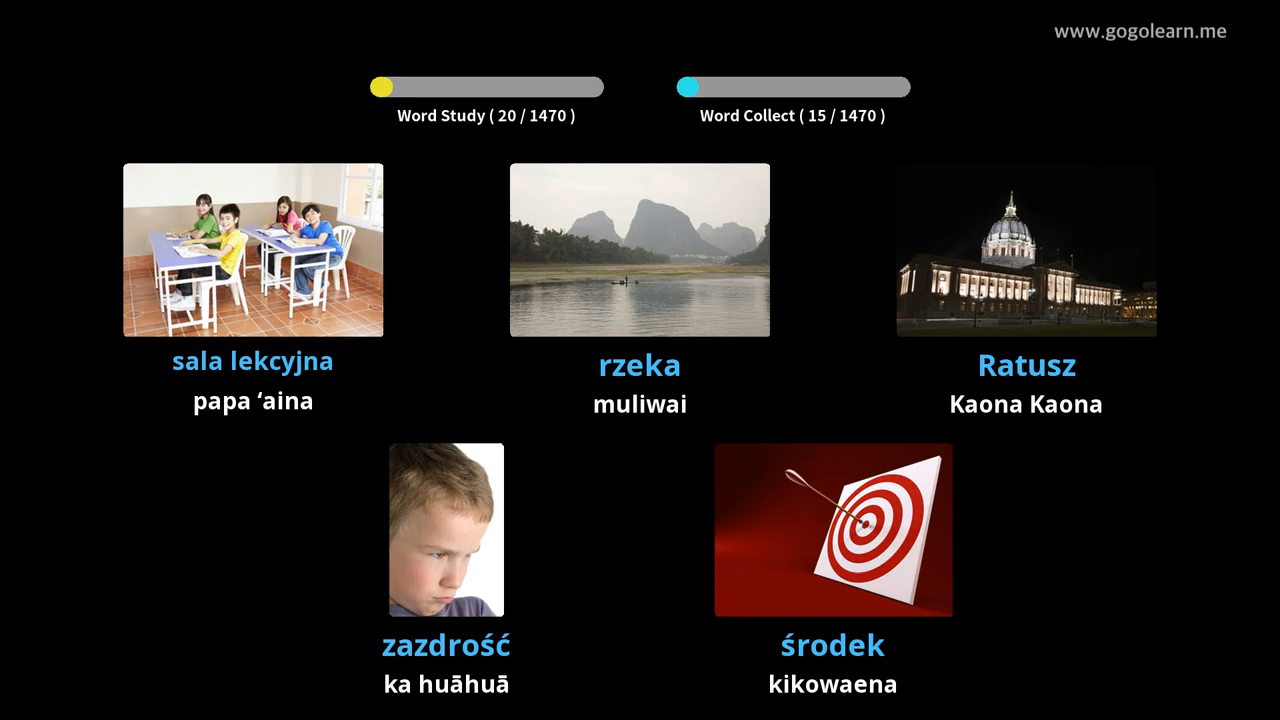 www.gogolearn.me
Word Study ( 20 / 1470 )
Word Collect ( 15 / 1470 )
sala lekcyjna
papa ʻaina
rzeka
muliwai
Ratusz
Kaona Kaona
zazdrość
ka huāhuā
środek
kikowaena